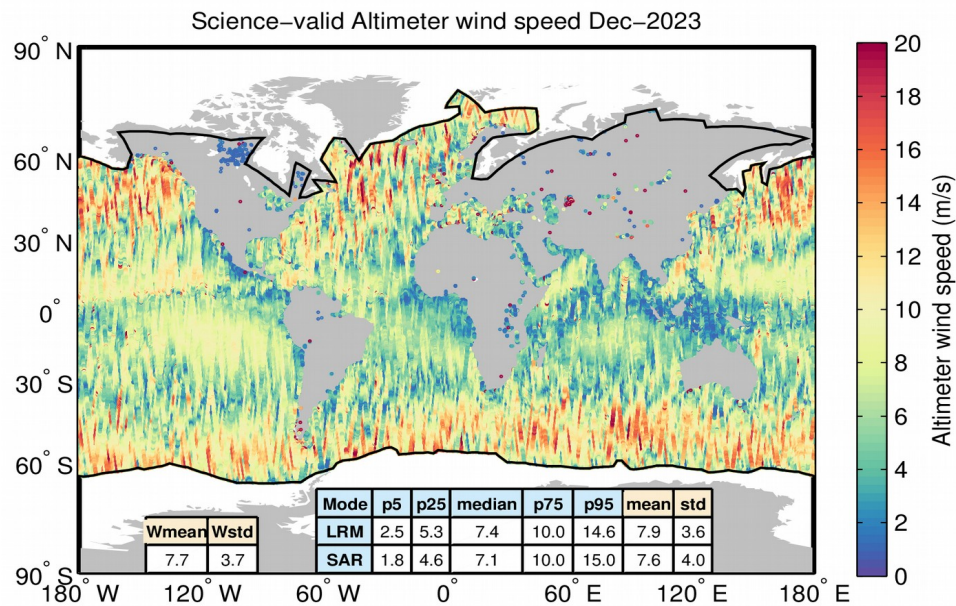 Science-valid Altimeter wind speed Dec-2023
90° N
60° N
30° N
0°
30° S
60° S
90° S
180° W
120° W
60° W
0°
60° E
120° E
180° E
Wmean Wstd
7.7 3.7
Mode p5 p25 median p75 p95 mean std
LRM 2.5 5.3 7.4 10.0 14.6 7.9 3.6
SAR 1.8 4.6 7.1 10.0 15.0 7.6 4.0
20
18
16
14
12
10
8
6
4
2
0
Altimeter wind speed (m/s)